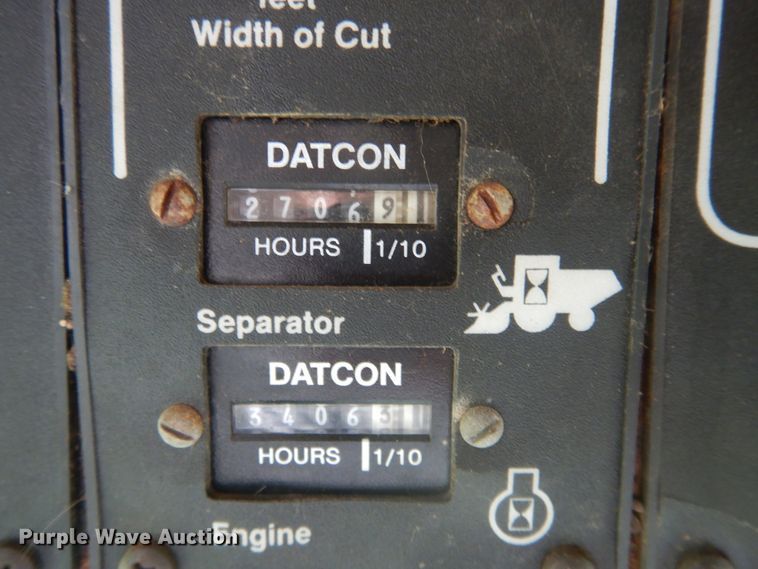 feet
Width of Cut
DATCON
2 7 0 6 9
HOURS 1/10
Separator
DATCON
3 4 0 6
HOURS 1/10
Engine
Purple Wave Auction